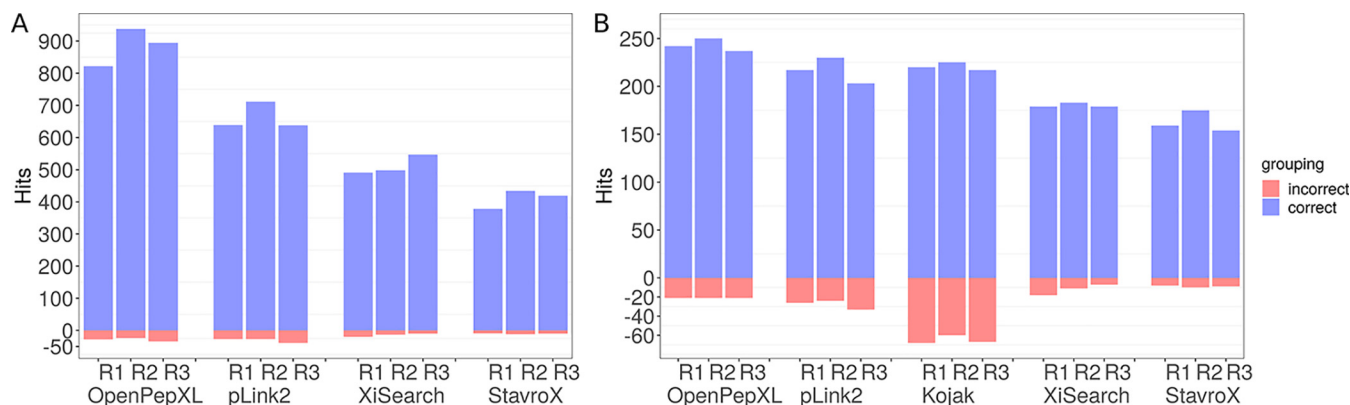 A
Hits
900
800
700
600
500
400
300
200
100
0
-50
R1 R2 R3 R1 R2 R3 R1 R2 R3 R1 R2 R3
OpenPepXL pLink2 XiSearch StavroX
B
Hits
250
200
150
100
50
0
-20
-40
-60
R1 R2 R3 R1 R2 R3 R1 R2 R3 R1 R2 R3 R1 R2 R3
OpenPepXL pLink2 Kojak XiSearch StavroX
grouping
incorrect
correct